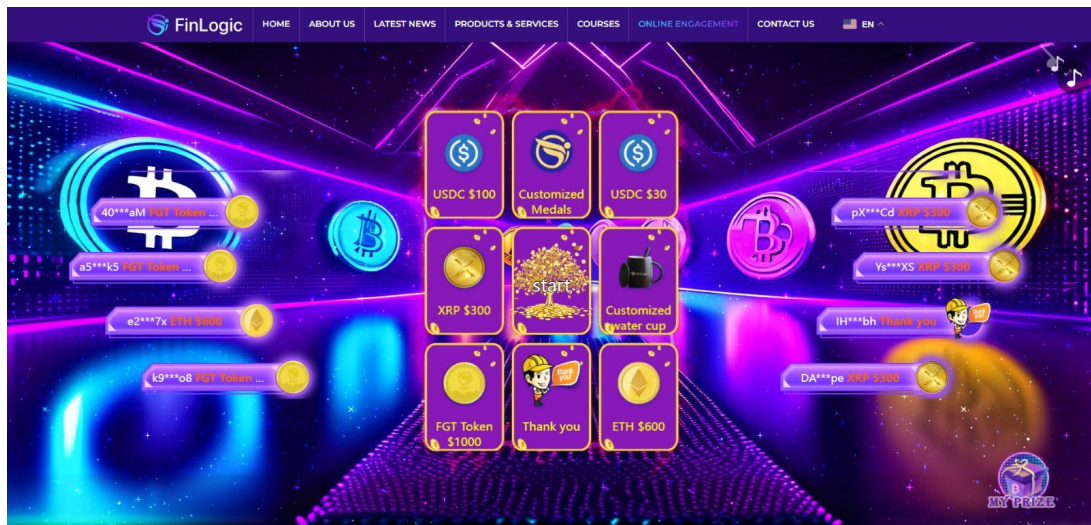 FinLogic
HOME
ABOUT US
LATEST NEWS
PRODUCTS & SERVICES
COURSES
ONLINE ENGAGEMENT
CONTACT US
EN
40***aM FGT Token ...
a5***k5 FGT Token ...
e2***7x ETH $600
k9***o8 FGT Token ...
USDC $100
Customized
Medals
USDC $30
XRP $300
start
Customized
water cup
FGT Token
$1000
thank
you!
Thank you
ETH $600
pX***Cd XRP $300
Ys***XS XRP $300
IH***bh Thank you
DA***pe XRP $300
MY PRIZE